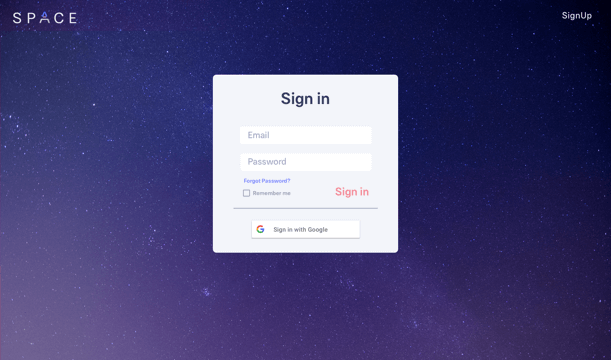 SPACE
SignUp
Sign in
Email
Password
Forgot Password?
Remember me
Sign in
Sign in with Google